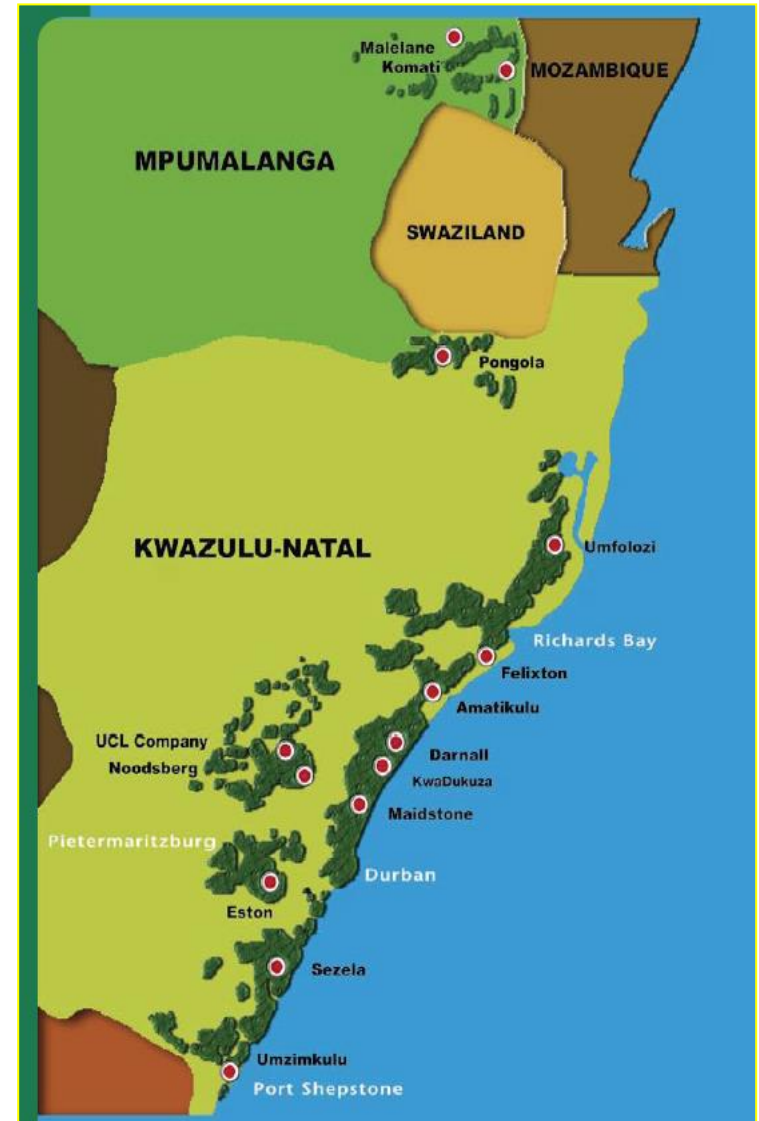 Malelane
Komati
MOZAMBIQUE
MPUMALANGA
SWAZILAND
Pongola
KWAZULU-NATAL
Umfolozi
Richards Bay
Felixton
Amatikulu
UCL Company
Darnall
Noodsberg
KwaDukuza
Maidstone
Pietermaritzburg
Durban
Eston
Sezela
Umzimkulu
Port Shepstone